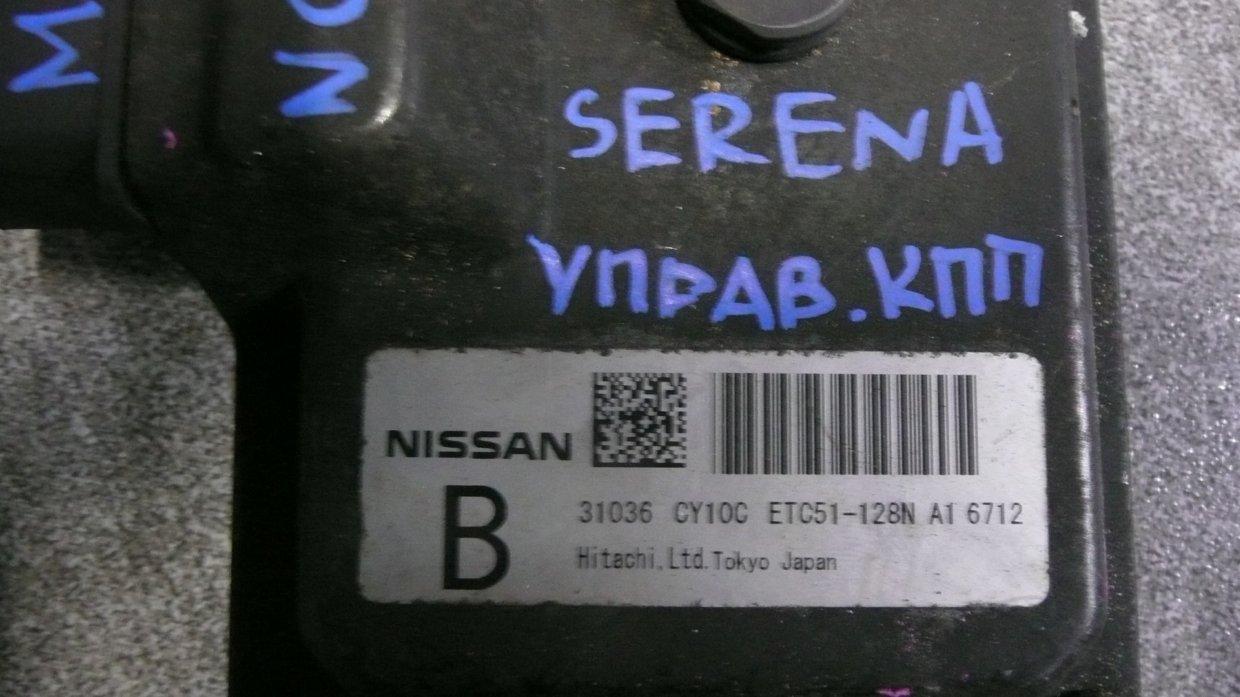 SERENA
УПРАВ.КПП
NISSAN
B
31036 CY10C ETC51-128N A1 6712
Hitachi,Ltd.Tokyo Japan